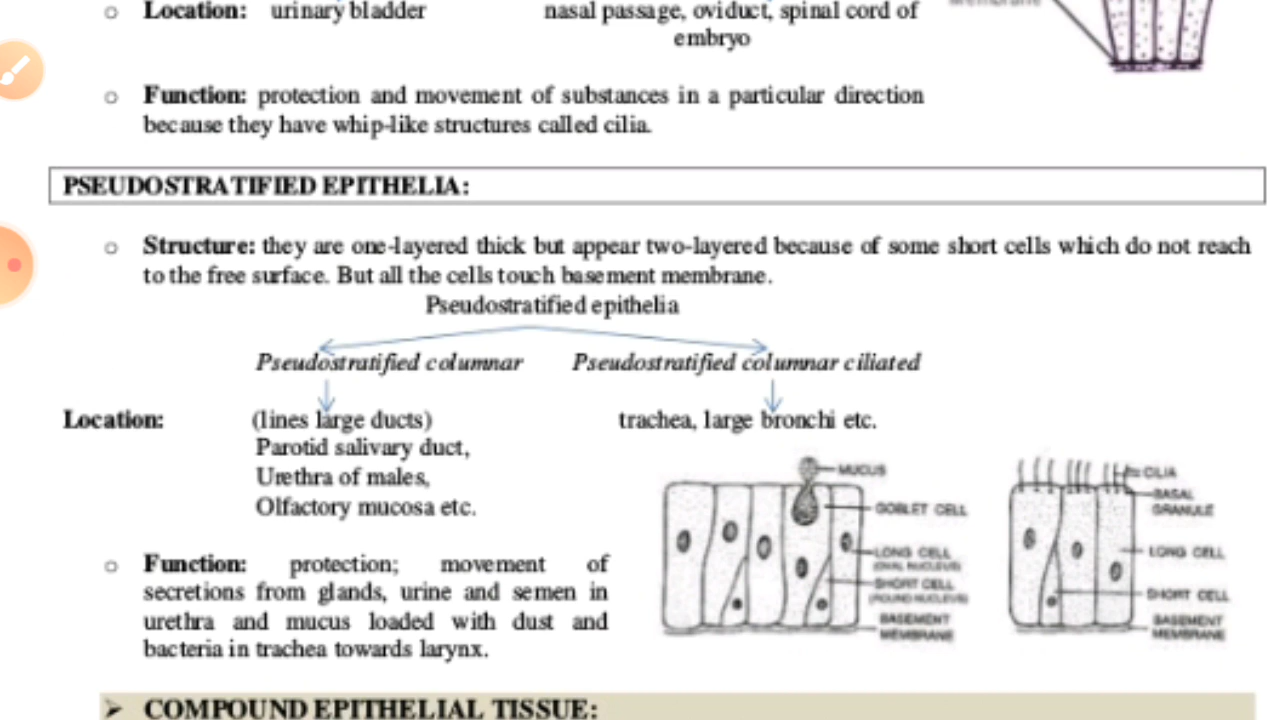 o Location: urinary bladder nasal passage, oviduct, spinal cord of
embryo
o Function: protection and movement of substances in a particular direction
because they have whip-like structures called cilia.
PSEUDOSTRATIFIED EPITHELIA:
o Structure: they are one-layered thick but appear two-layered because of some short cells which do not reach
to the free surface. But all the cells touch basement membrane.
Pseudostratified epithelia
Pseudostratified columnar Pseudostratified columnar ciliated
Location: (lines large ducts) trachea, large bronchi etc.
Parotid salivary duct,
Urethra of males,
Olfactory mucosa etc.
o Function: protection; movement of
secretions from glands, urine and semen in
urethra and mucus loaded with dust and
bacteria in trachea towards larynx.
MUCUS
GOBLET CELL
LONG CELL
(OVAL NUCLEUS)
SHORT CELL
(ROUND NUCLEUS)
BASEMENT
MEMBRANE
CILIA
BASAL
GRANULE
LONG CELL
SHORT CELL
BASEMENT
MEMBRANE
➤ COMPOUND EPITHELIAL TISSUE: